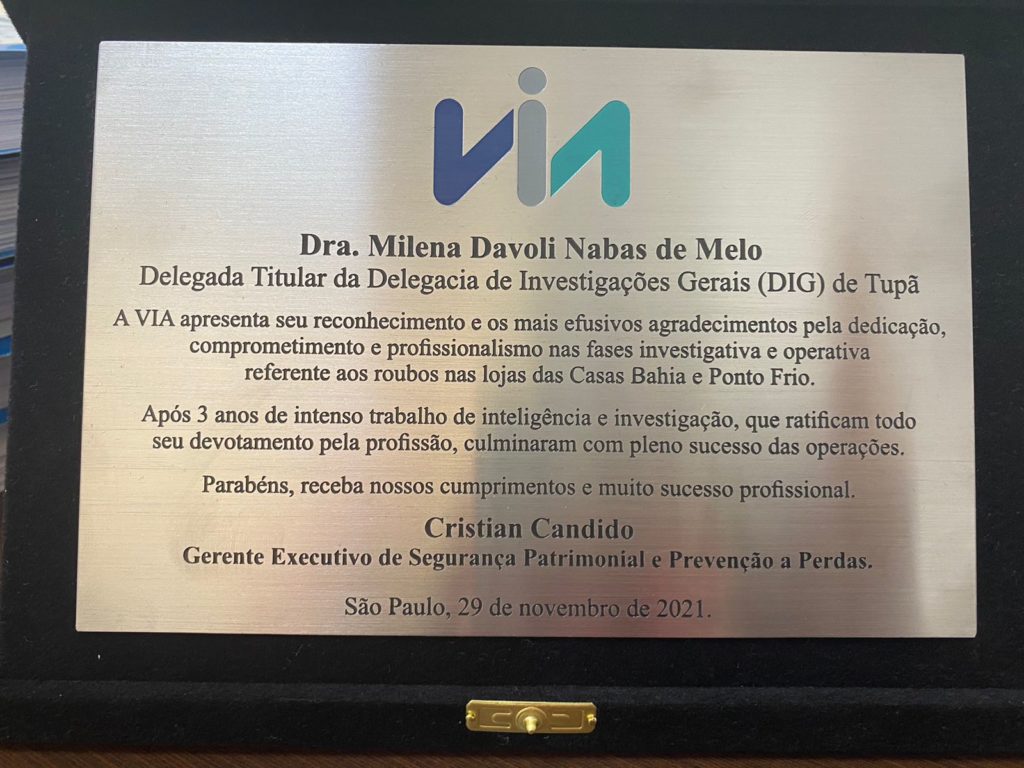 VIA
Dra. Milena Davoli Nabas de Melo
Delegada Titular da Delegacia de Investigações Gerais (DIG) de Tupã
A VIA apresenta seu reconhecimento e os mais efusivos agradecimentos pela dedicação,
comprometimento e profissionalismo nas fases investigativa e operativa
referente aos roubos nas lojas das Casas Bahia e Ponto Frio.
Após 3 anos de intenso trabalho de inteligência e investigação, que ratificam todo
seu devotamento pela profissão, culminaram com pleno sucesso das operações.
Parabéns, receba nossos cumprimentos e muito sucesso profissional.
Cristian Candido
Gerente Executivo de Segurança Patrimonial e Prevenção a Perdas.
São Paulo, 29 de novembro de 2021.